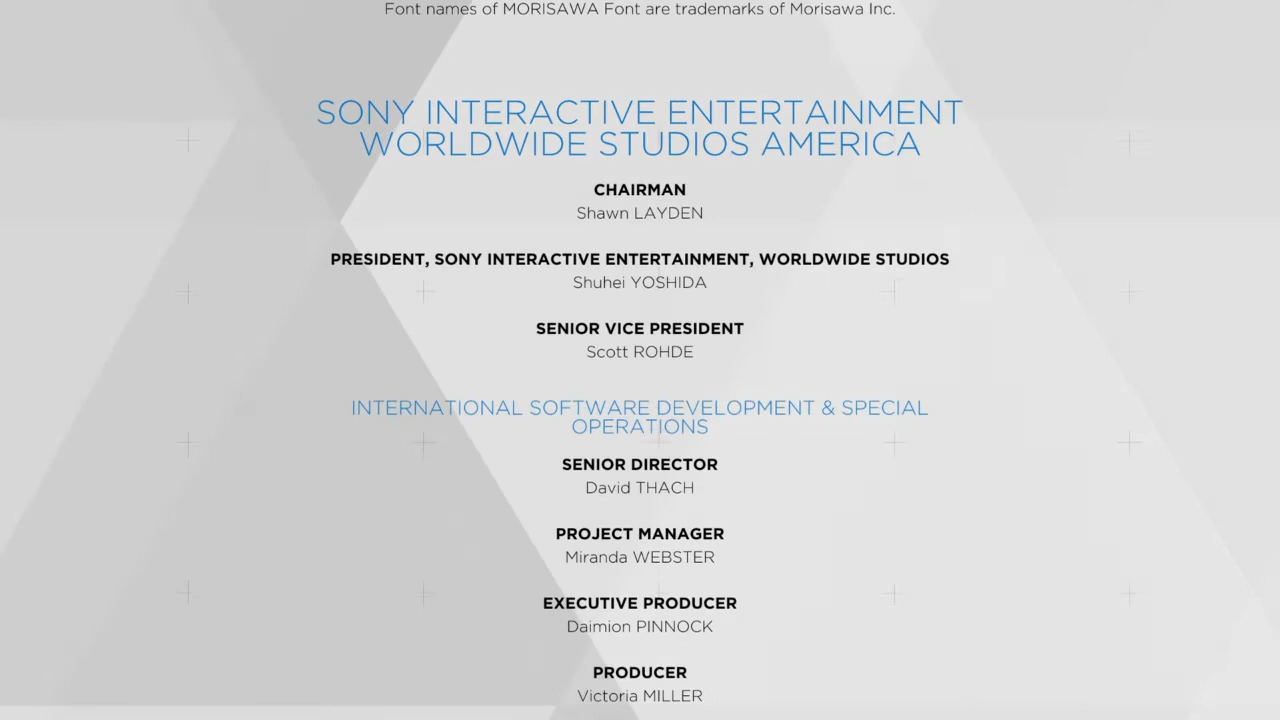 Font names of MORISAWA Font are trademarks of Morisawa Inc.
SONY INTERACTIVE ENTERTAINMENT
WORLDWIDE STUDIOS AMERICA
CHAIRMAN
Shawn LAYDEN
PRESIDENT, SONY INTERACTIVE ENTERTAINMENT, WORLDWIDE STUDIOS
Shuhei YOSHIDA
SENIOR VICE PRESIDENT
Scott ROHDE
INTERNATIONAL SOFTWARE DEVELOPMENT & SPECIAL
OPERATIONS
SENIOR DIRECTOR
David THACH
PROJECT MANAGER
Miranda WEBSTER
EXECUTIVE PRODUCER
Daimion PINNOCK
PRODUCER
Victoria MILLER